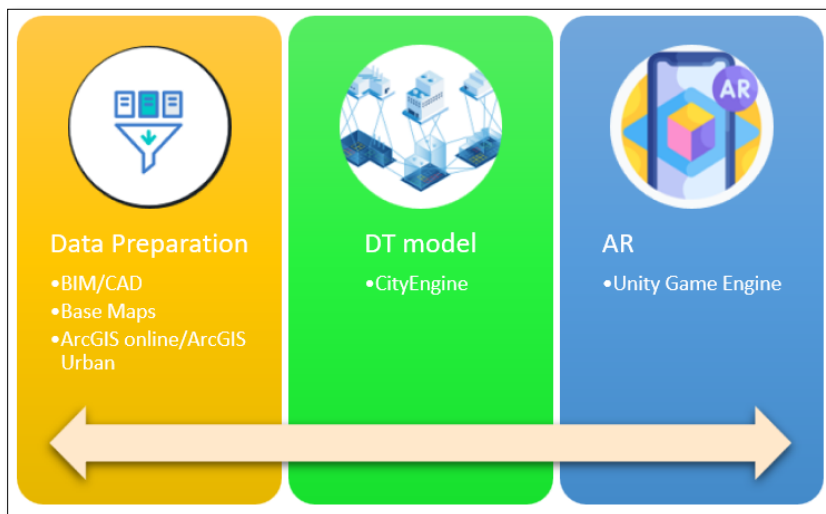 AR
Data Preparation
•BIM/CAD
•Base Maps
•ArcGIS online/ArcGIS
Urban
DT model
•CityEngine
AR
•Unity Game Engine